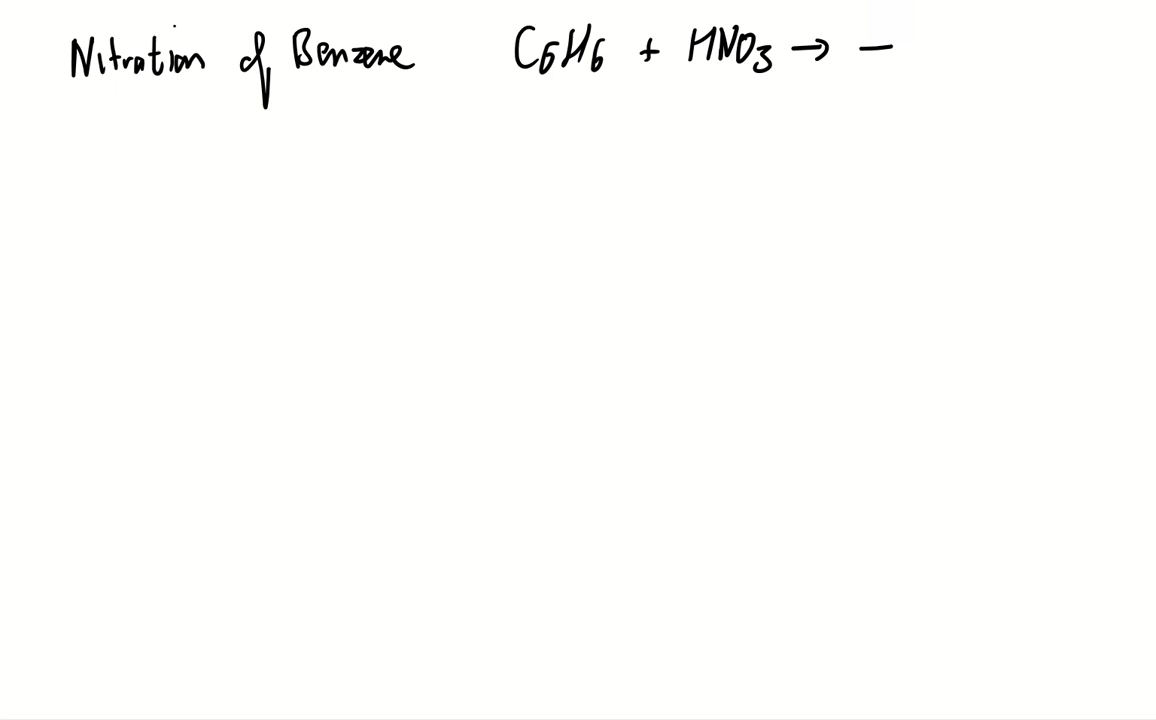 Nitration of Benzene C6H6 + HNO3 → —